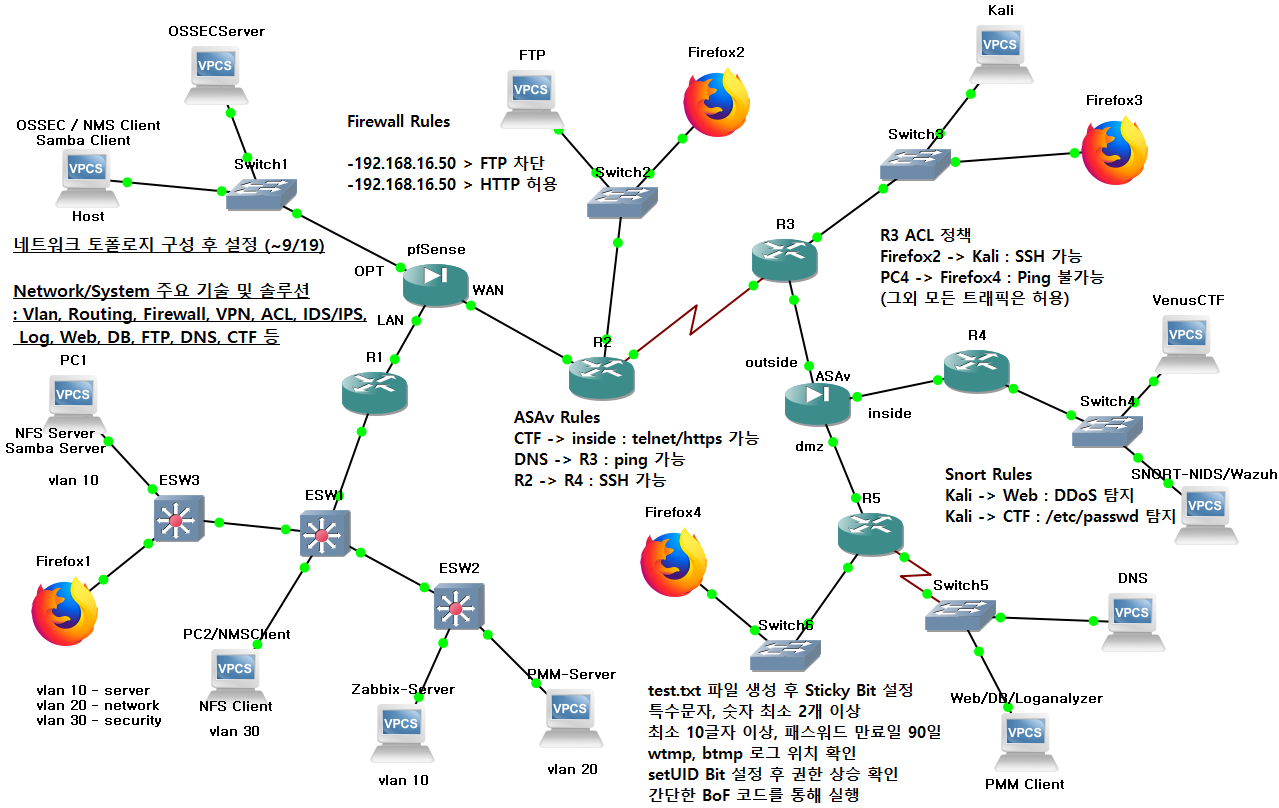 Kali
OSSECServer
VPCS
FTP
Firefox2
VPCS
VPCS
Firefox3
OSSEC / NMS Client
Samba Client
Firewall Rules
Switch3
VPCS
Switch1
-192.168.16.50 > FTP 차단
-192.168.16.50 > HTTP 허용
Switch2
Host
네트워크 토폴로지 구성 후 설정 (~9/19)
pfSense
OPT
WAN
LAN
R3
R3 ACL 정책
Firefox2 -> Kali : SSH 가능
PC4 -> Firefox4 : Ping 불가능
(그외 모든 트래픽은 허용)
Network/System 주요 기술 및 솔루션
: Vlan, Routing, Firewall, VPN, ACL, IDS/IPS,
Log, Web, DB, FTP, DNS, CTF 등
VenusCTF
VPCS
R2
R4
PC1
VPCS
R1
outside
ASAv
inside
dmz
Switch4
NFS Server
Samba Server
vlan 10
ASAv Rules
CTF -> inside : telnet/https 가능
DNS -> R3 : ping 가능
R2 -> R4 : SSH 가능
Snort Rules
Kali -> Web : DDoS 탐지
Kali -> CTF : /etc/passwd 탐지
SNORT-NIDS/Wazuh
VPCS
ESW3
ESW1
R5
Firefox4
Firefox1
ESW2
Switch5
DNS
VPCS
Switch6
PC2/NMSClient
VPCS
NFS Client
vlan 30
vlan 10 - server
vlan 20 - network
vlan 30 - security
Zabbix-Server
VPCS
vlan 10
PMM-Server
VPCS
vlan 20
test.txt 파일 생성 후 Sticky Bit 설정
특수문자, 숫자 최소 2개 이상
최소 10글자 이상, 패스워드 만료일 90일
wtmp, btmp 로그 위치 확인
setUID Bit 설정 후 권한 상승 확인
간단한 BoF 코드를 통해 실행
Web/DB/Loganalyzer
VPCS
PMM Client